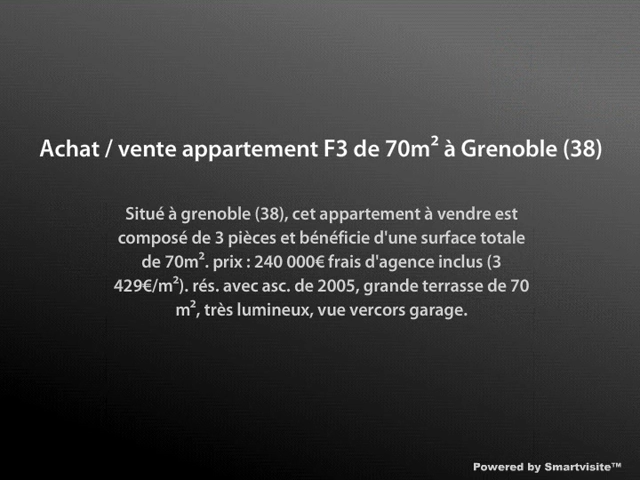 Achat / vente appartement F3 de 70m² à Grenoble (38)
Situé à grenoble (38), cet appartement à vendre est
composé de 3 pièces et bénéficie d'une surface totale
de 70m². prix : 240 000€ frais d'agence inclus (3
429€/m²). rés. avec asc. de 2005, grande terrasse de 70
m², très lumineux, vue vercors garage.
Powered by Smartvisite™